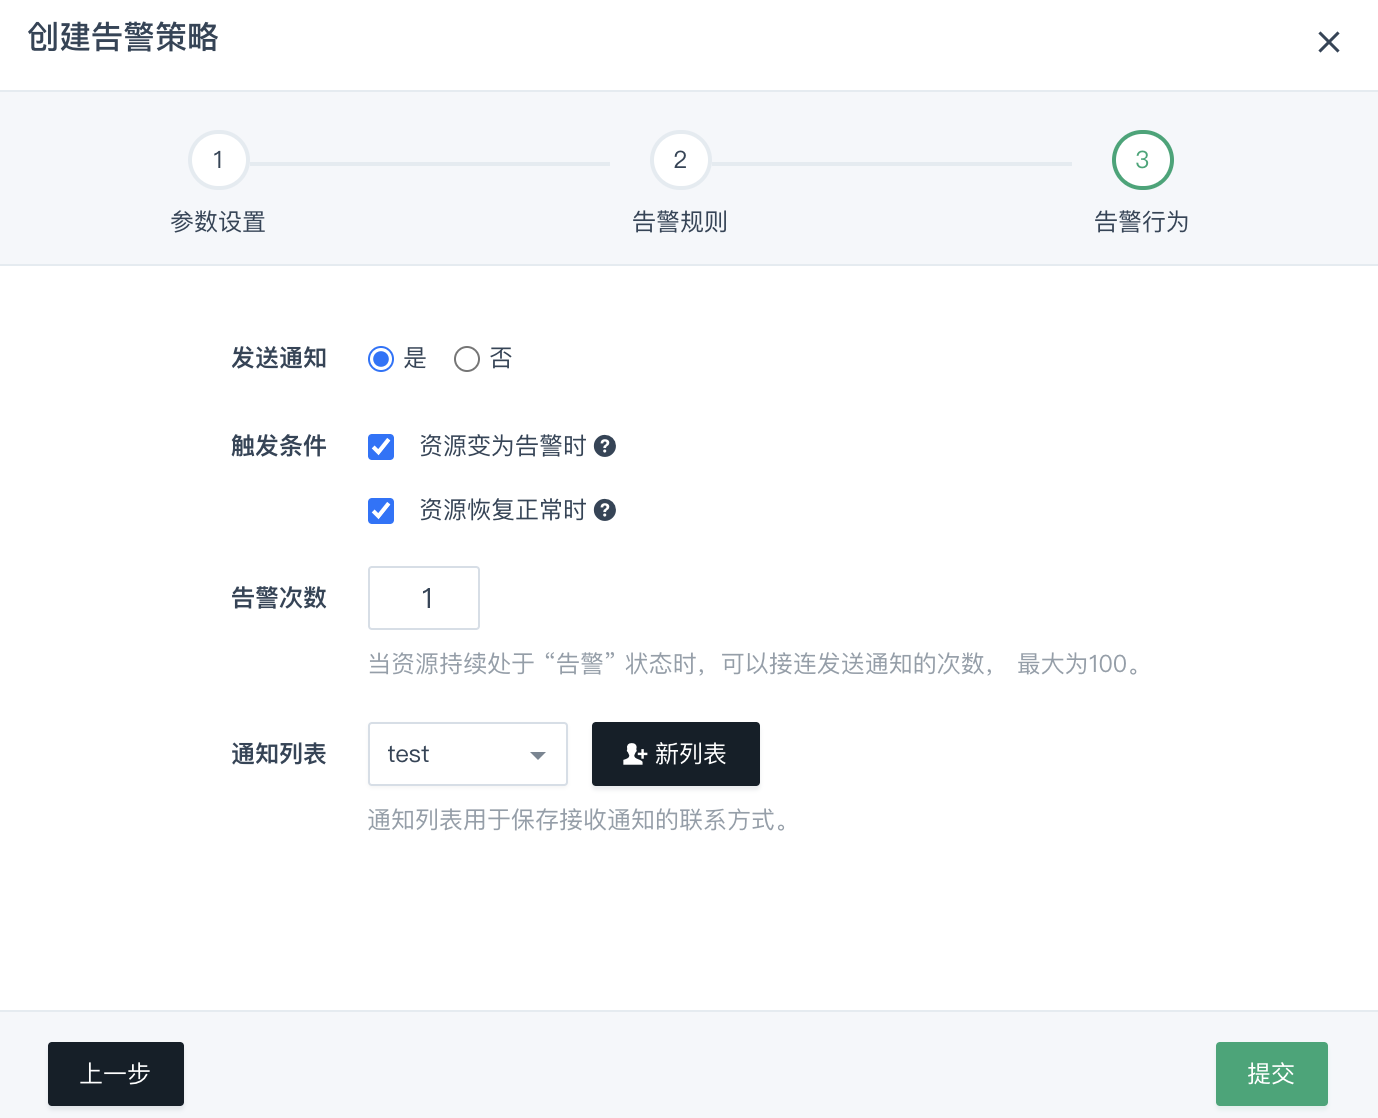 创建告警策略
1
2
3
参数设置
告警规则
告警行为
发送通知 是 否
触发条件 资源变为告警时
资源恢复正常时
告警次数 1
当资源持续处于“告警”状态时，可以接连发送通知的次数， 最大为100。
通知列表 test 新列表
通知列表用于保存接收通知的联系方式。
上一步 提交